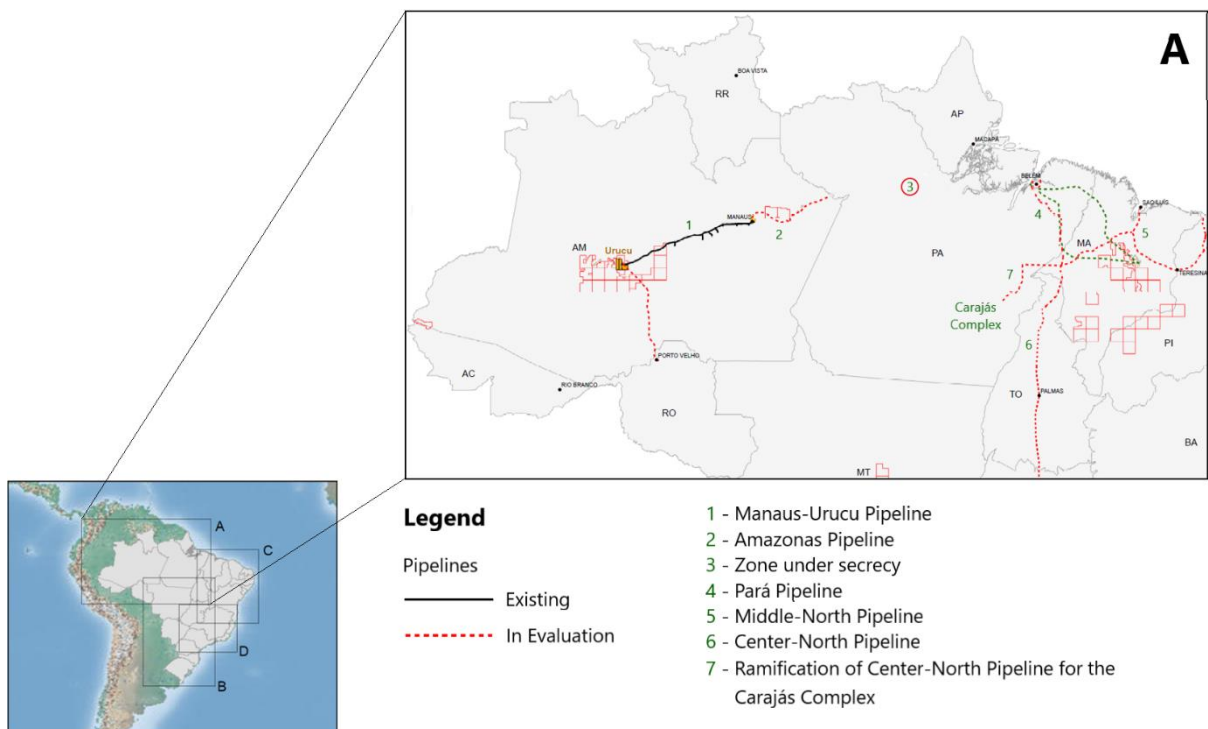 A
BOA VISTA
RR
AP
MACAPÁ
3
BELÉM
4
SAO LUIS
MANAUS
1
2
5
MA
AM
Urucu
PA
TERESINA
7
Carajás
Complex
6
PI
PORTO VELHO
AC
RIO BRANCO
RO
TO
PALMAS
BA
MT
A
C
D
B
Legend
Pipelines
Existing
In Evaluation
1 - Manaus-Urucu Pipeline
2 - Amazonas Pipeline
3 - Zone under secrecy
4 - Pará Pipeline
5 - Middle-North Pipeline
6 - Center-North Pipeline
7 - Ramification of Center-North Pipeline for the
Carajás Complex